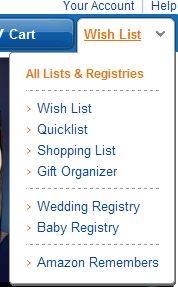 Your Account | Help
Cart Wish List
All Lists & Registries
Wish List
Quicklist
Shopping List
Gift Organizer
Wedding Registry
Baby Registry
Amazon Remembers